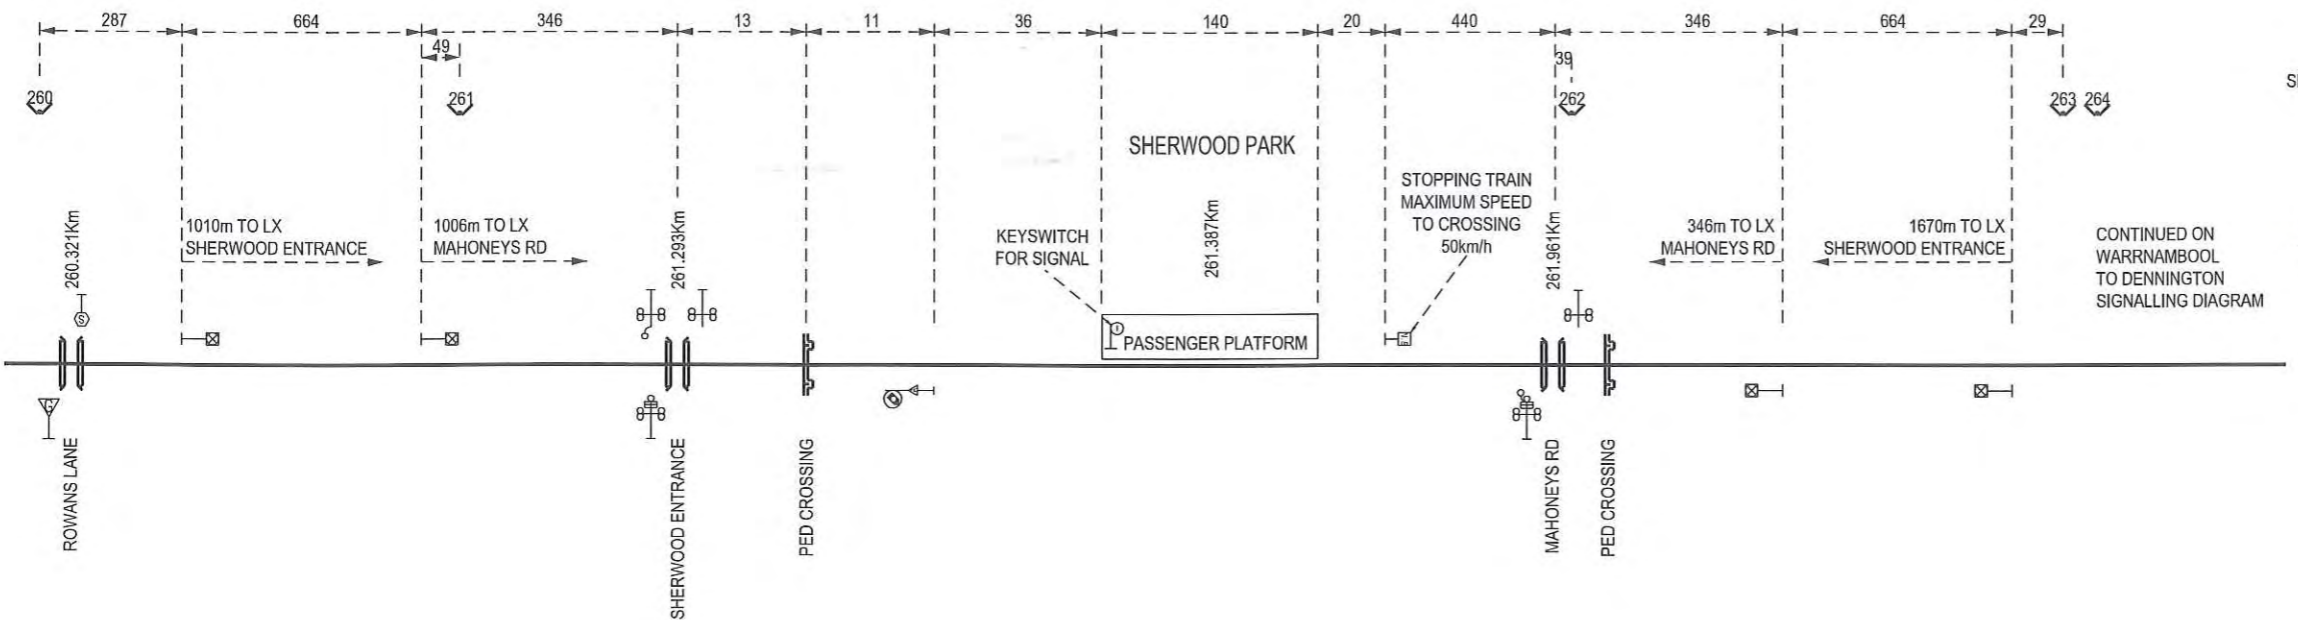 287
664
346
13
11
36
140
20
440
346
664
29
49
39
260
261
262
263
264
SHERWOOD PARK
STOPPING TRAIN
MAXIMUM SPEED
TO CROSSING
50km/h
KEYSWITCH
FOR SIGNAL
260.321Km
1010m TO LX
SHERWOOD ENTRANCE
1006m TO LX
MAHONEYS RD
261.293Km
261.387Km
261.961Km
346m TO LX
MAHONEYS RD
1670m TO LX
SHERWOOD ENTRANCE
CONTINUED ON
WARRNAMBOOL
TO DENNINGTON
SIGNALLING DIAGRAM
S
PASSENGER PLATFORM
G
ROWANS LANE
SHERWOOD ENTRANCE
PED CROSSING
MAHONEYS RD
PED CROSSING